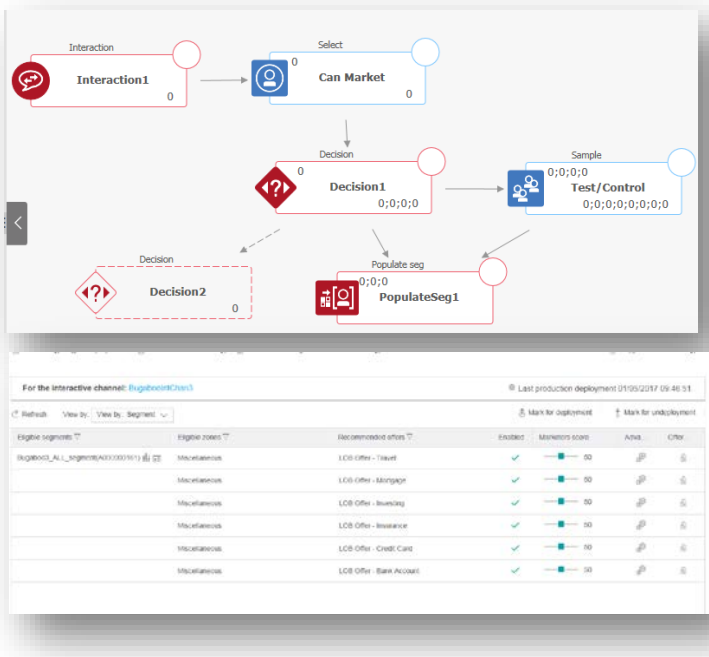 Interaction
Interaction1
0
Select
0
Can Market
0
Decision
0
Decision1
0;0;0;0
Sample
0;0;0;0
Test/Control
0;0;0;0;0;0;0;0
Decision
Decision2
0
Populate seg
0;0;0
PopulateSeg1
For the interactive channel: BugabooIntChan3
Last production deployment 01/05/2017 09:46:51
Refresh View by: View by: Segment
Mark for deployment Mark for undeployment
Eligible segments Eligible zones Recommended offers Enabled Marketers score Adva... Offer...
Miscellaneous LOB Offer - Travel 50
Miscellaneous LOB Offer - Mortgage 50
Miscellaneous LOB Offer - Investing 50
Miscellaneous LOB Offer - Insurance 50
Miscellaneous LOB Offer - Credit Card 50
Miscellaneous LOB Offer - Bank Account 50